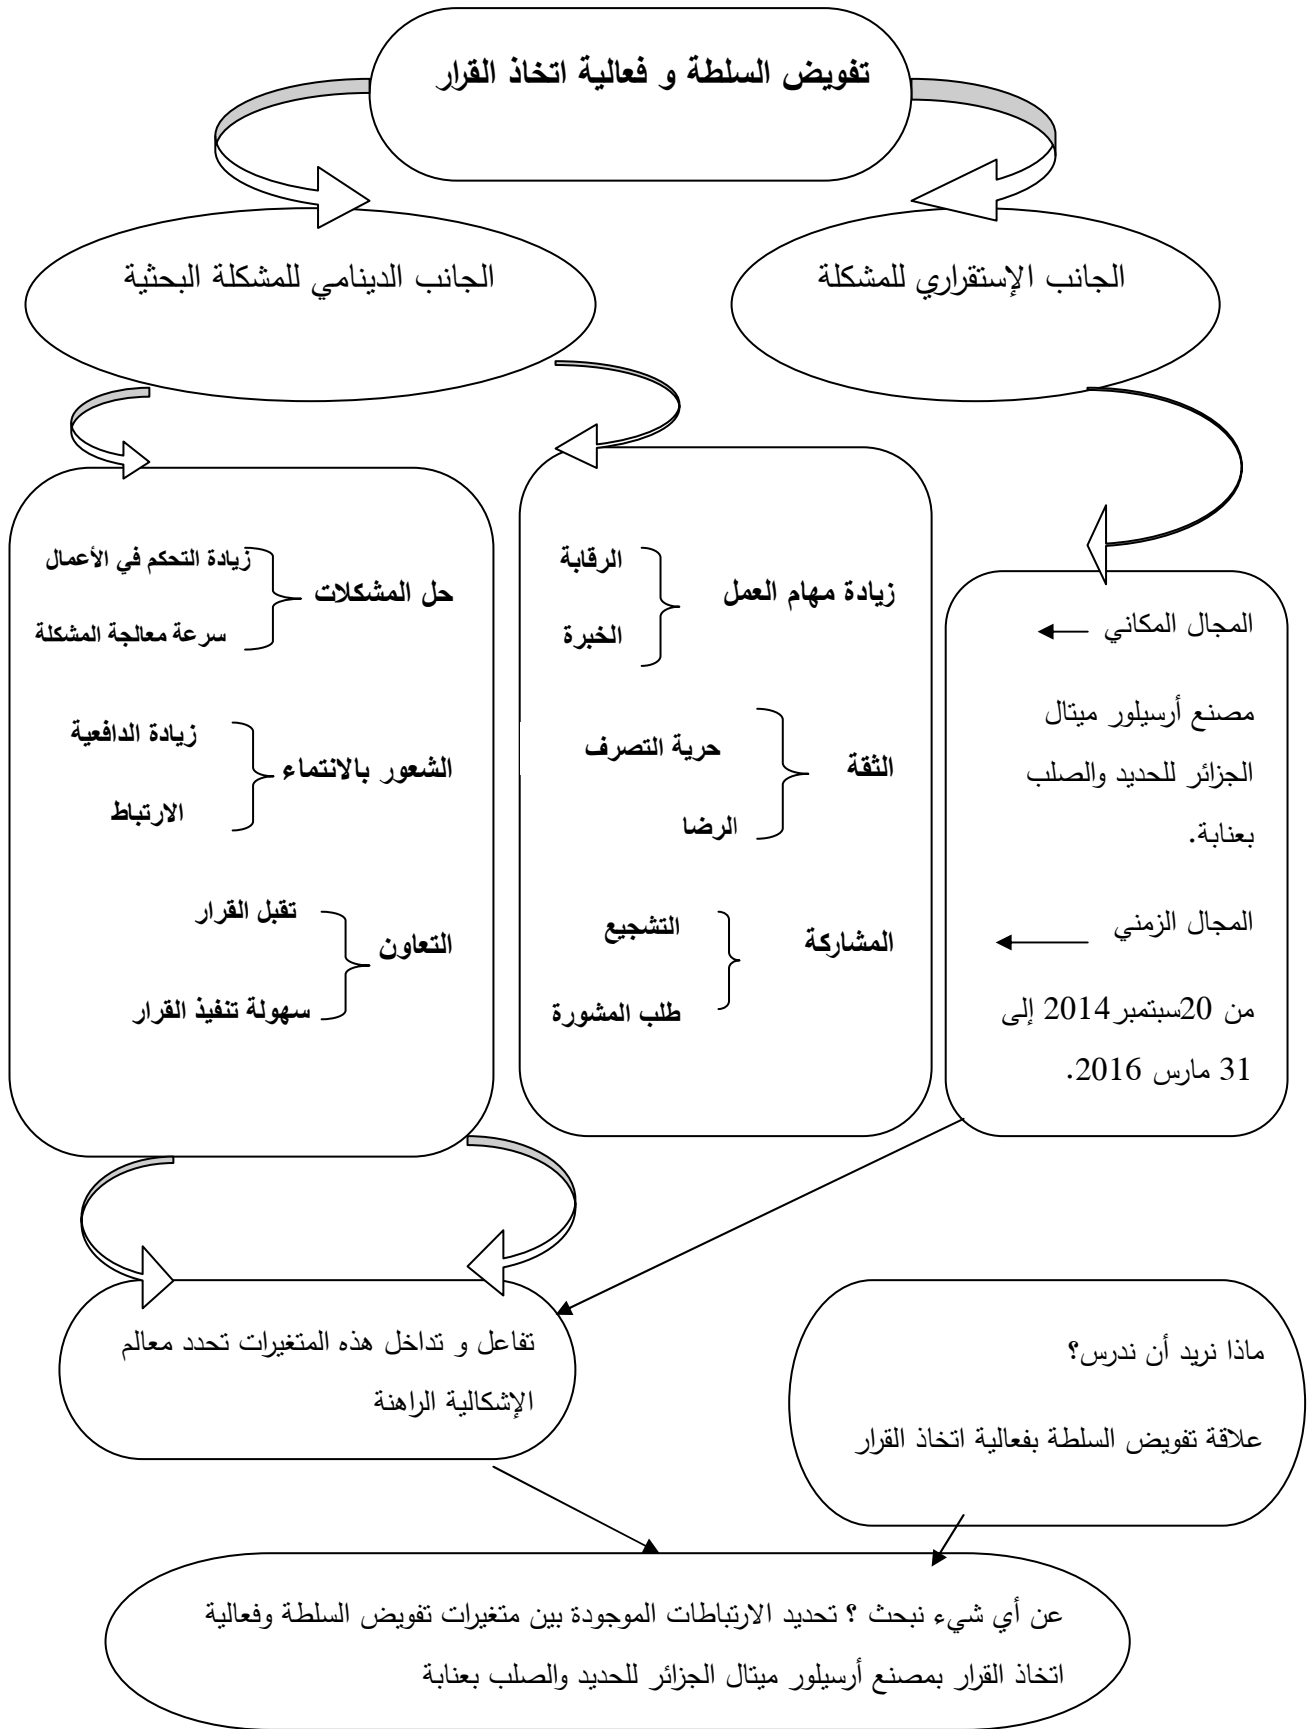 تفويض السلطة و فعالية اتخاذ القرار
الجانب الإستقراري للمشكلة
الجانب الدينامي للمشكلة البحثية
المجال المكاني
مصنع أرسيلور ميتال
الجزائر للحديد والصلب
بعنابة.
المجال الزمني
من 20سبتمبر2014 إلى
31 مارس 2016.
زيادة مهام العمل
الرقابة
الخبرة
الثقة
حرية التصرف
الرضا
المشاركة
التشجيع
طلب المشورة
حل المشكلات
زيادة التحكم في الأعمال
سرعة معالجة المشكلة
الشعور بالانتماء
زيادة الدافعية
الارتباط
التعاون
تقبل القرار
سهولة تنفيذ القرار
تفاعل و تداخل هذه المتغيرات تحدد معالم
الإشكالية الراهنة
ماذا نريد أن ندرس؟
علاقة تفويض السلطة بفعالية اتخاذ القرار
عن أي شيء نبحث ؟ تحديد الارتباطات الموجودة بين متغيرات تفويض السلطة وفعالية
اتخاذ القرار بمصنع أرسيلور ميتال الجزائر للحديد والصلب بعنابة